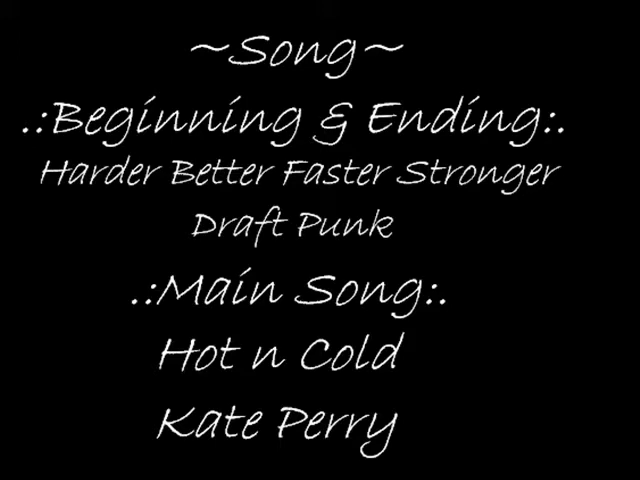 ~Song~
.:Beginning & Ending:.
Harder Better Faster Stronger
Draft Punk
.:Main Song:.
Hot n Cold
Kate Perry